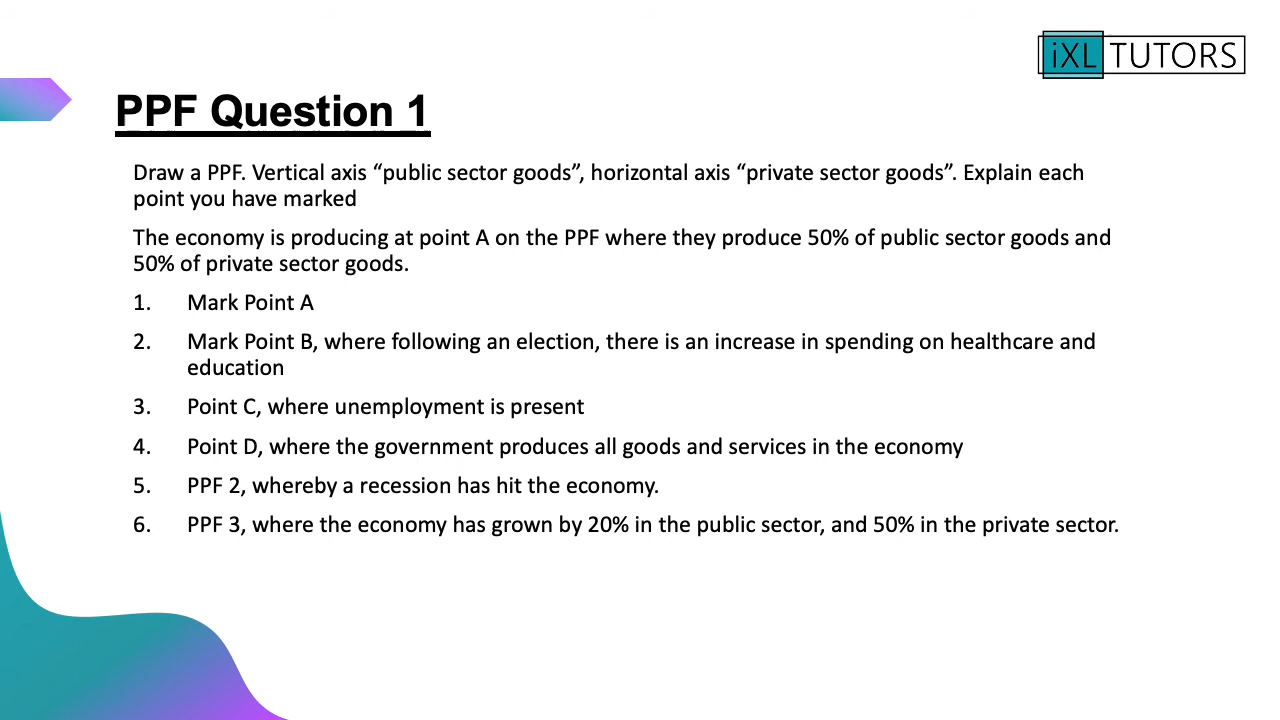 iXL TUTORS
PPF Question 1
Draw a PPF. Vertical axis “public sector goods”, horizontal axis “private sector goods”. Explain each
point you have marked
The economy is producing at point A on the PPF where they produce 50% of public sector goods and
50% of private sector goods.
1. Mark Point A
2. Mark Point B, where following an election, there is an increase in spending on healthcare and
education
3. Point C, where unemployment is present
4. Point D, where the government produces all goods and services in the economy
5. PPF 2, whereby a recession has hit the economy.
6. PPF 3, where the economy has grown by 20% in the public sector, and 50% in the private sector.